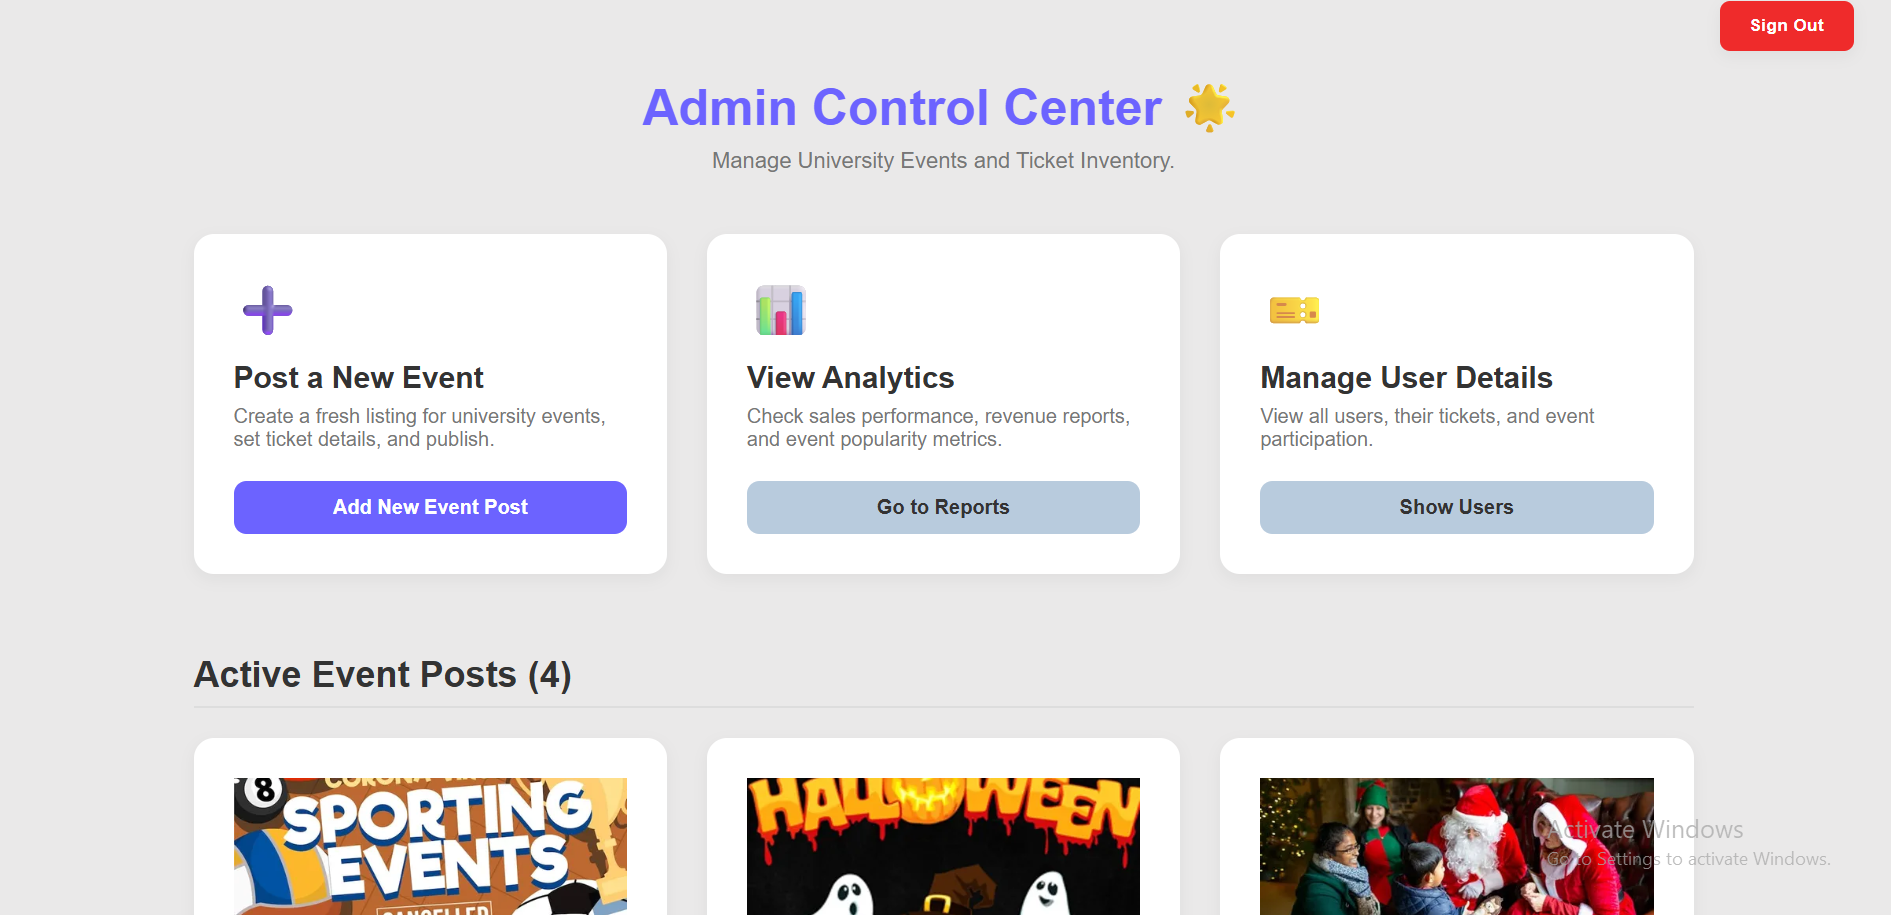 Sign Out
Admin Control Center
Manage University Events and Ticket Inventory.
Post a New Event
Create a fresh listing for university events,
set ticket details, and publish.
Add New Event Post
View Analytics
Check sales performance, revenue reports,
and event popularity metrics.
Go to Reports
Manage User Details
View all users, their tickets, and event
participation.
Show Users
Active Event Posts (4)
8
CORONA
SPORTING
EVENTS
CANCELLED
HALLOWEEN
Activate Windows
Go to Settings to activate Windows.